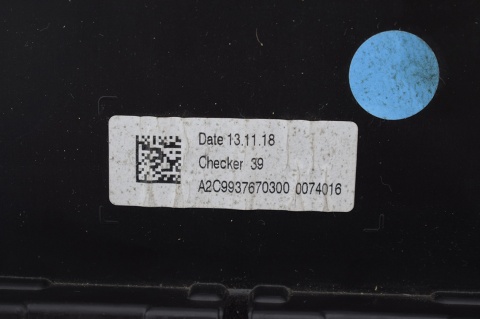 Date 13.11.18
Checker 39
A2C9937670300 0074016